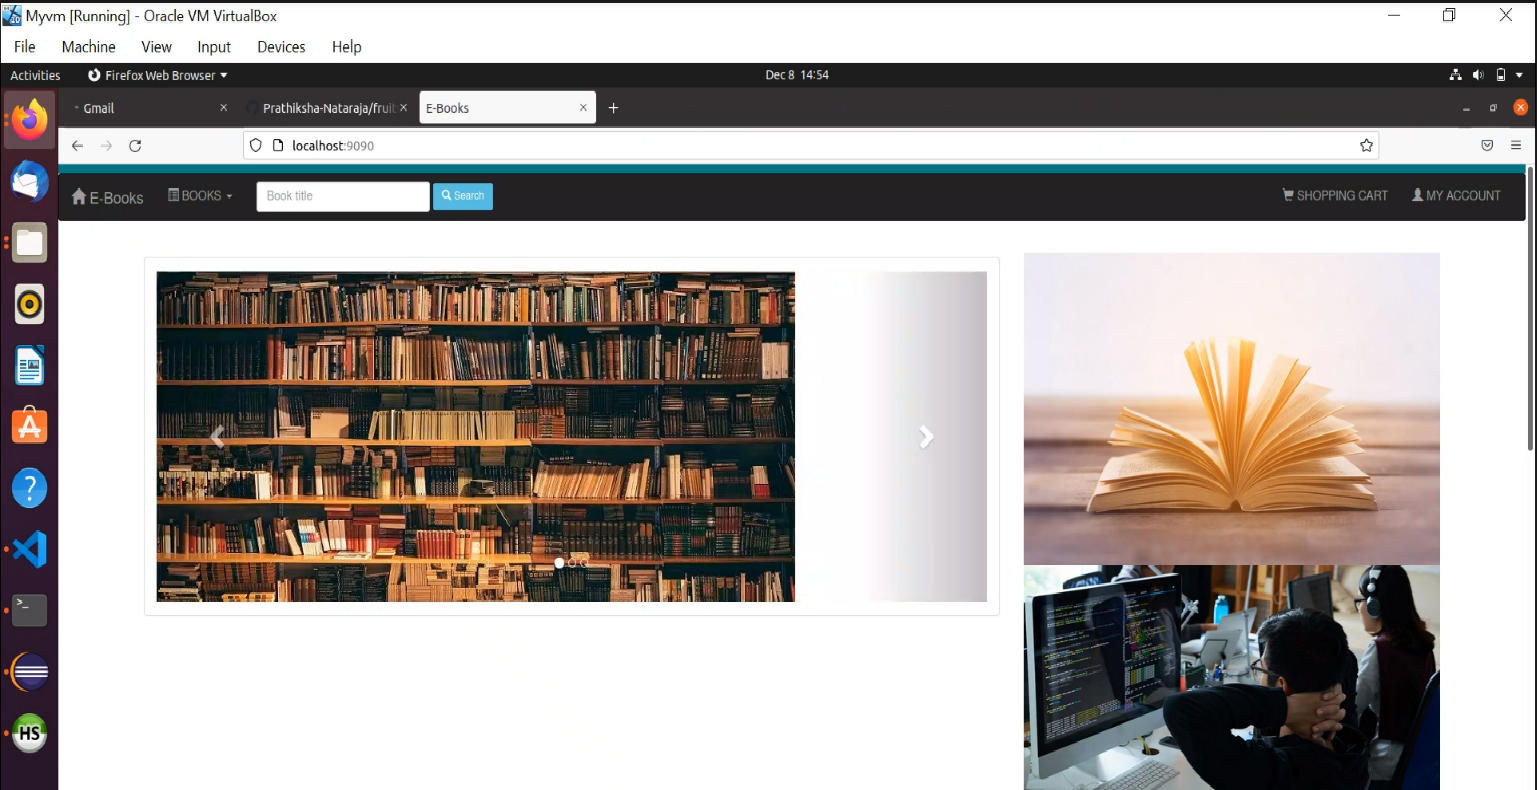 Myvm [Running] - Oracle VM VirtualBox
File Machine View Input Devices Help
Activities Firefox Web Browser Dec 8 14:54
Gmail Prathiksha-Nataraja/fruit E-Books
localhost:9090
E-Books BOOKS Book title Search SHOPPING CART MY ACCOUNT
HS